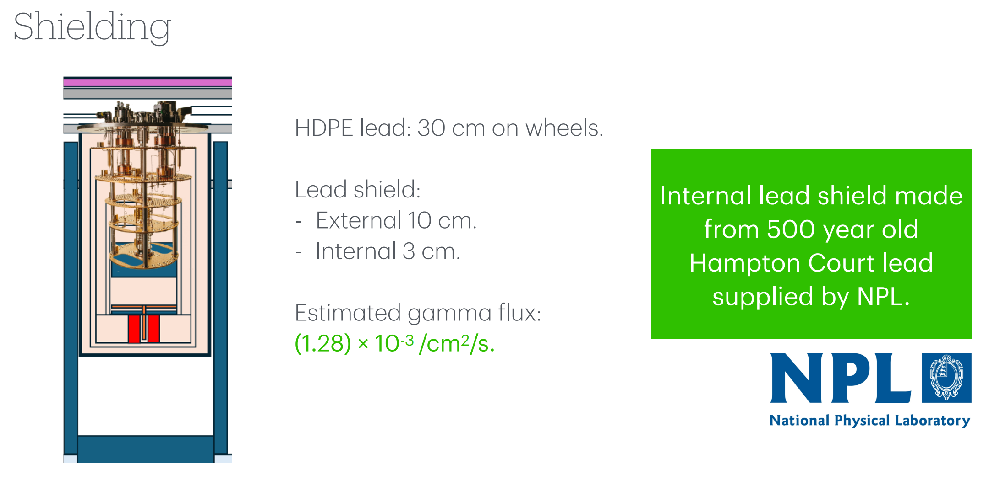 Shielding
HDPE lead: 30 cm on wheels.
Lead shield:
- External 10 cm.
- Internal 3 cm.
Estimated gamma flux:
(1.28) × 10⁻³ /cm²/s.
Internal lead shield made
from 500 year old
Hampton Court lead
supplied by NPL.
NPL
National Physical Laboratory